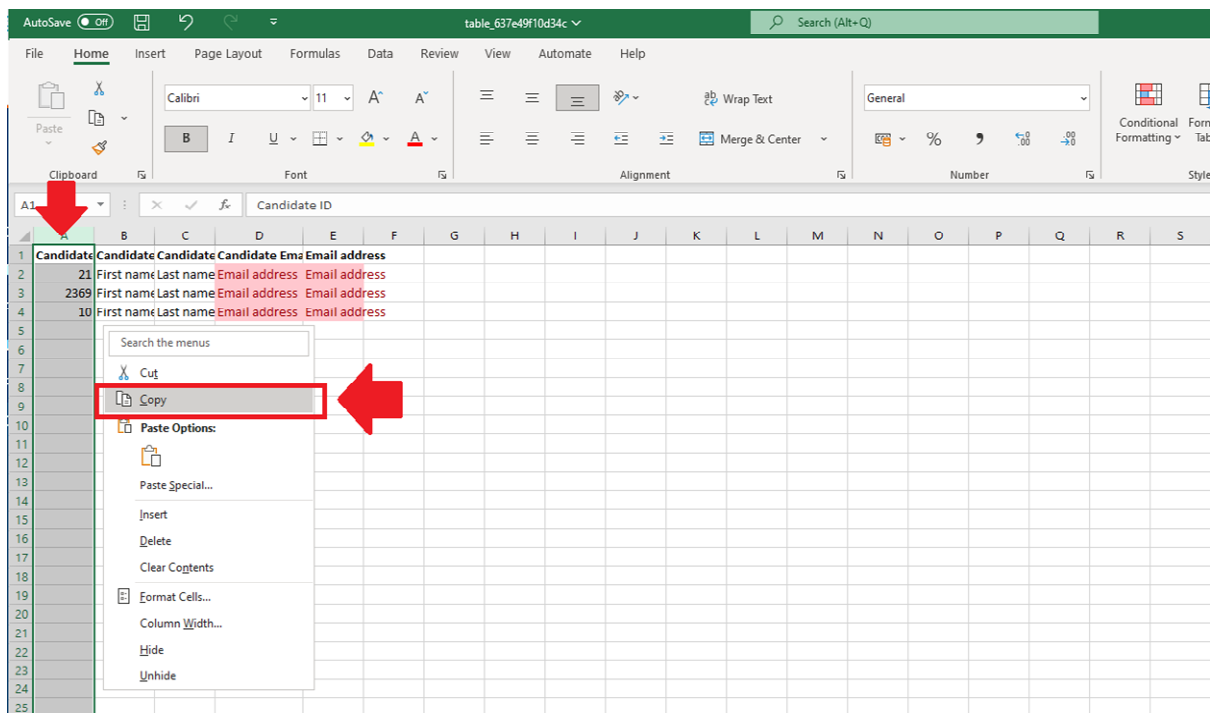 AutoSave Off table_637e49f10d34c Search (Alt+Q)
File Home Insert Page Layout Formulas Data Review View Automate Help
Paste
Calibri 11
B I U A
Wrap Text
Merge & Center
General
%
Conditional
Formatting
Clipboard Font Alignment Number
A1 fx Candidate ID
A B C D E F G H I J K L M N O P Q R S
1 Candidate Candidate Candidate Candidate Ema Email address
2 21 First name Last name Email address Email address
3 2369 First name Last name Email address Email address
4 10 First name Last name Email address Email address
5
6
7
8
9
10
11
12
13
14
15
16
17
18
19
20
21
22
23
24
25
Search the menus
Cut
Copy
Paste Options:
Paste Special...
Insert
Delete
Clear Contents
Format Cells...
Column Width...
Hide
Unhide